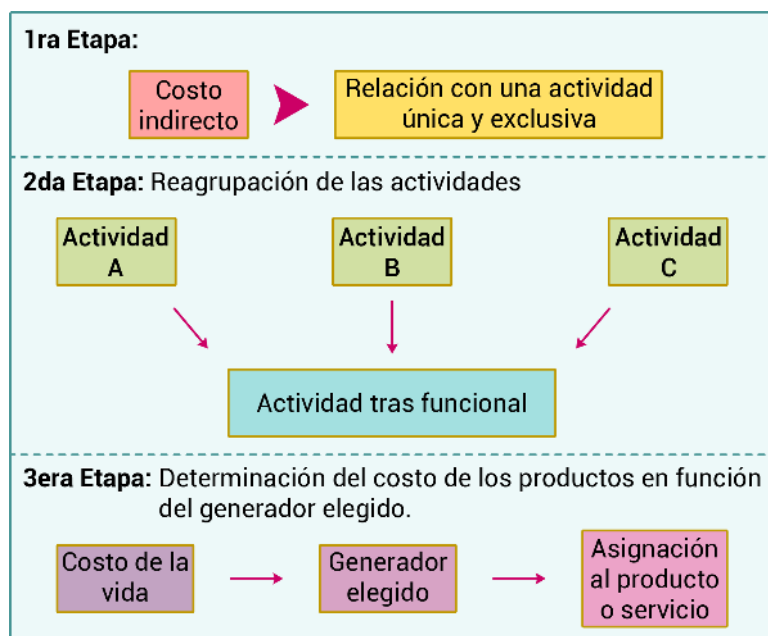 1ra Etapa:
Costo
indirecto
Relación con una actividad
única y exclusiva
2da Etapa: Reagrupación de las actividades
Actividad
A
Actividad
B
Actividad
C
Actividad tras funcional
3era Etapa: Determinación del costo de los productos en función
del generador elegido.
Costo de la
vida
Generador
elegido
Asignación
al producto
o servicio